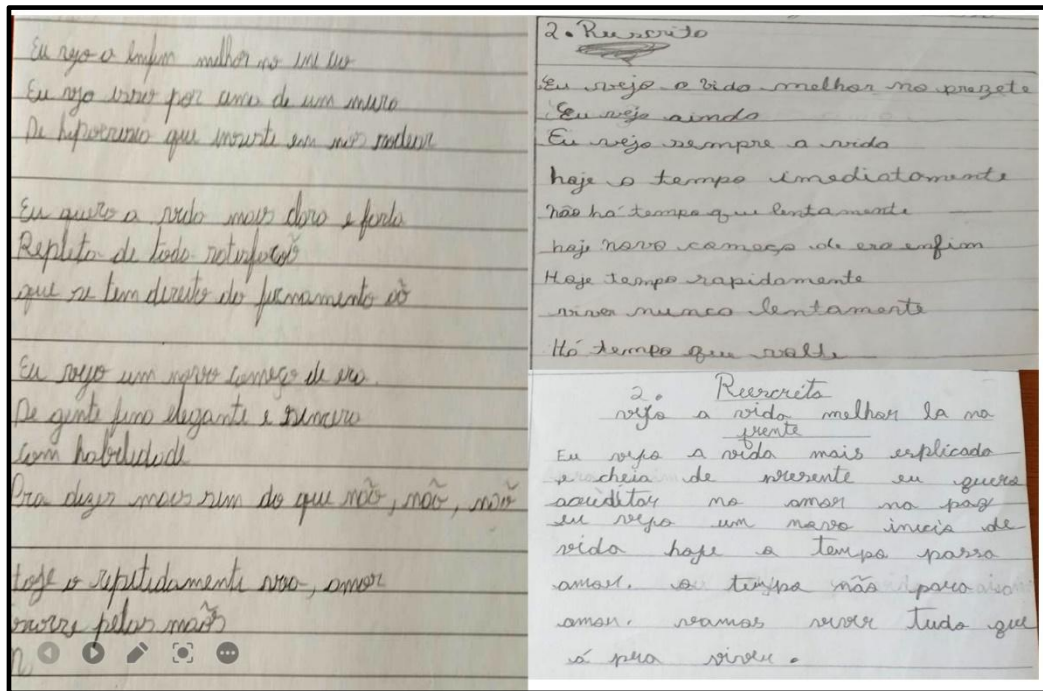 Eu vejo a
melhor no
Eu vejo isso por cima de um muro
De hipocrisia que insiste em nos rodear
Eu quero a vida mais clara e farta
Repleta de toda satisfação
que se tem direito do firmamento
Eu vejo um novo começo de era
De gente fina elegante e sincera
Com habilidade
Pra dizer mais sim do que não, não, não
Hoje o voa, amor
escorre pelas mãos
2. Reescrito
Eu vejo a vida melhor no prezete
Eu vejo ainda
Eu vejo sempre a vida
hoje o tempo imediatamente
não há tempo que lentamente
hoje novo começo de era enfim
Hoje tempo rapidamente
viver nunca lentamente
Há tempo que volte
2. Reescrita
vejo a vida melhor la na
frente
Eu vejo a vida mais esplicada
e cheia de presente eu quero
acreditar no amor na paz
eu vejo um novo inicio de
vida hoje o tempo passa
amor. o tempo não para
amor. vamos viver tudo que
á pra viver.